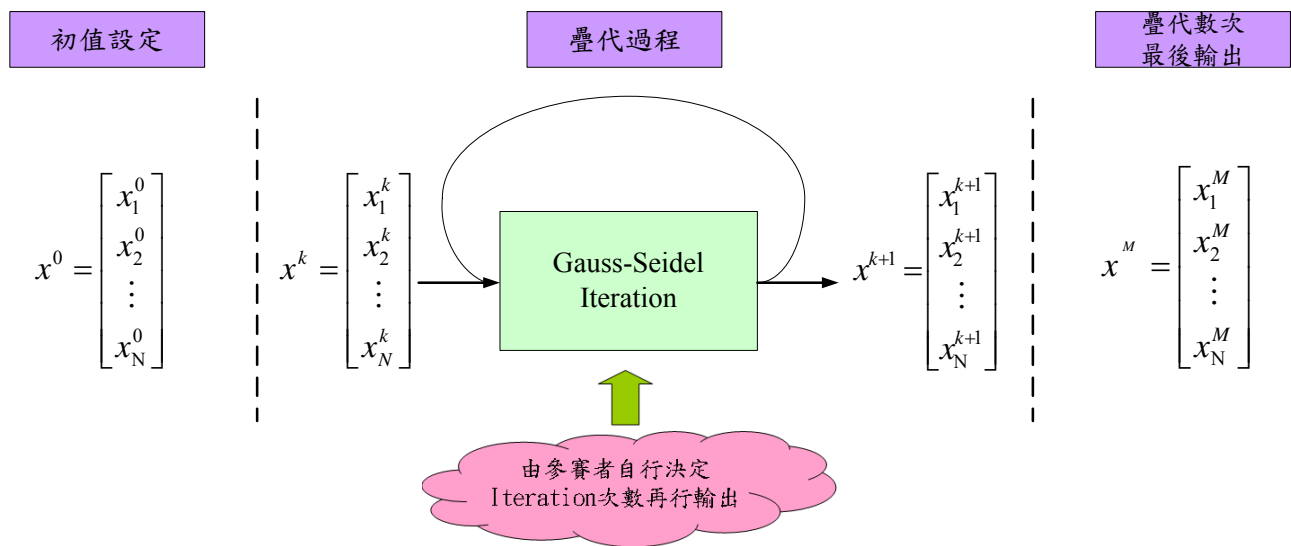 初值設定
疊代過程
疊代數次
最後輸出
x^0 = [x_1^0 x_2^0 ⋮ x_N^0]
x^k = [x_1^k x_2^k ⋮ x_N^k]
Gauss-Seidel
Iteration
x^{k+1} = [x_1^{k+1} x_2^{k+1} ⋮ x_N^{k+1}]
x^M = [x_1^M x_2^M ⋮ x_N^M]
由參賽者自行決定
Iteration次數再行輸出